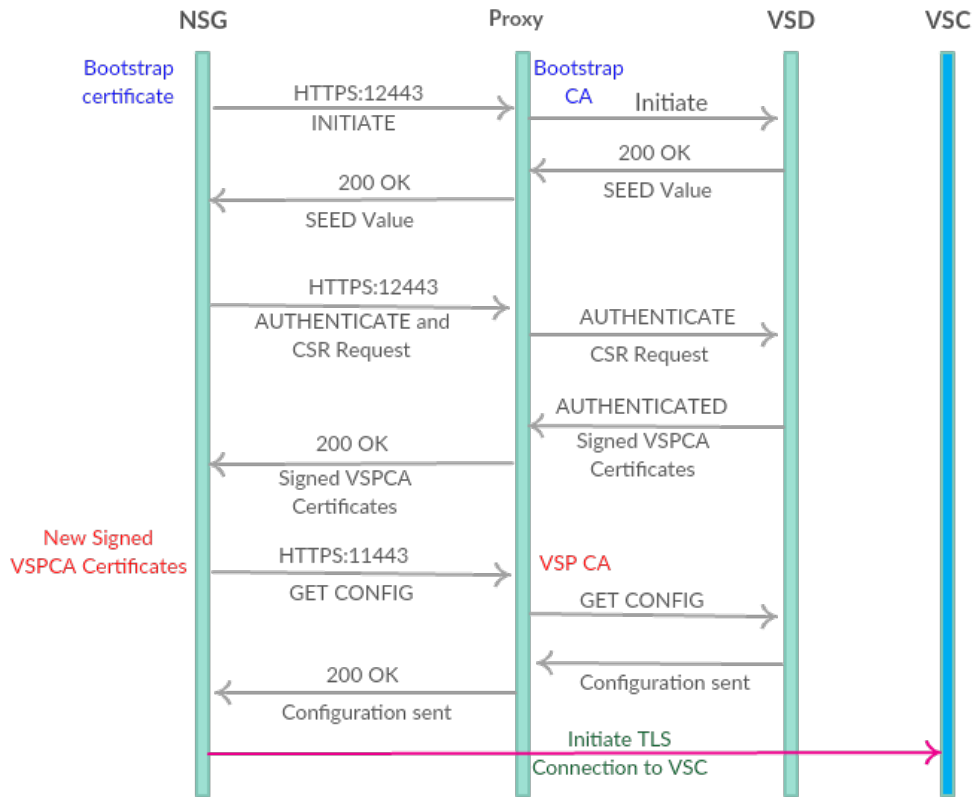 NSG Proxy VSD VSC
Bootstrap
certificate
HTTPS:12443
INITIATE
Bootstrap
CA
Initiate
200 OK
SEED Value
200 OK
SEED Value
HTTPS:12443
AUTHENTICATE and
CSR Request
AUTHENTICATE
CSR Request
AUTHENTICATED
Signed VSPCA
Certificates
200 OK
Signed VSPCA
Certificates
New Signed
VSPCA Certificates
HTTPS:11443
GET CONFIG
VSP CA
GET CONFIG
Configuration sent
200 OK
Configuration sent
Initiate TLS
Connection to VSC